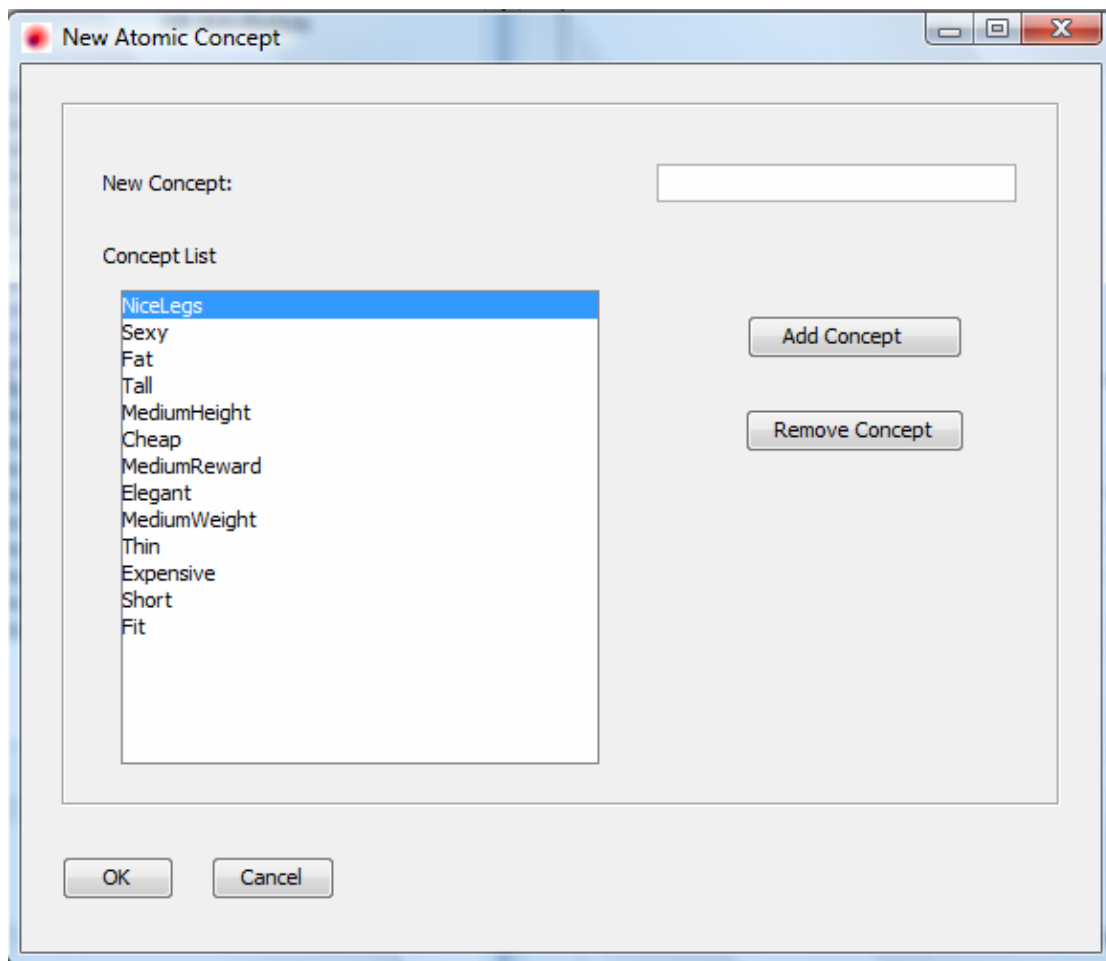 New Atomic Concept
New Concept:
Concept List
NiceLegs
Sexy
Fat
Tall
MediumHeight
Cheap
MediumReward
Elegant
MediumWeight
Thin
Expensive
Short
Fit
Add Concept
Remove Concept
OK
Cancel